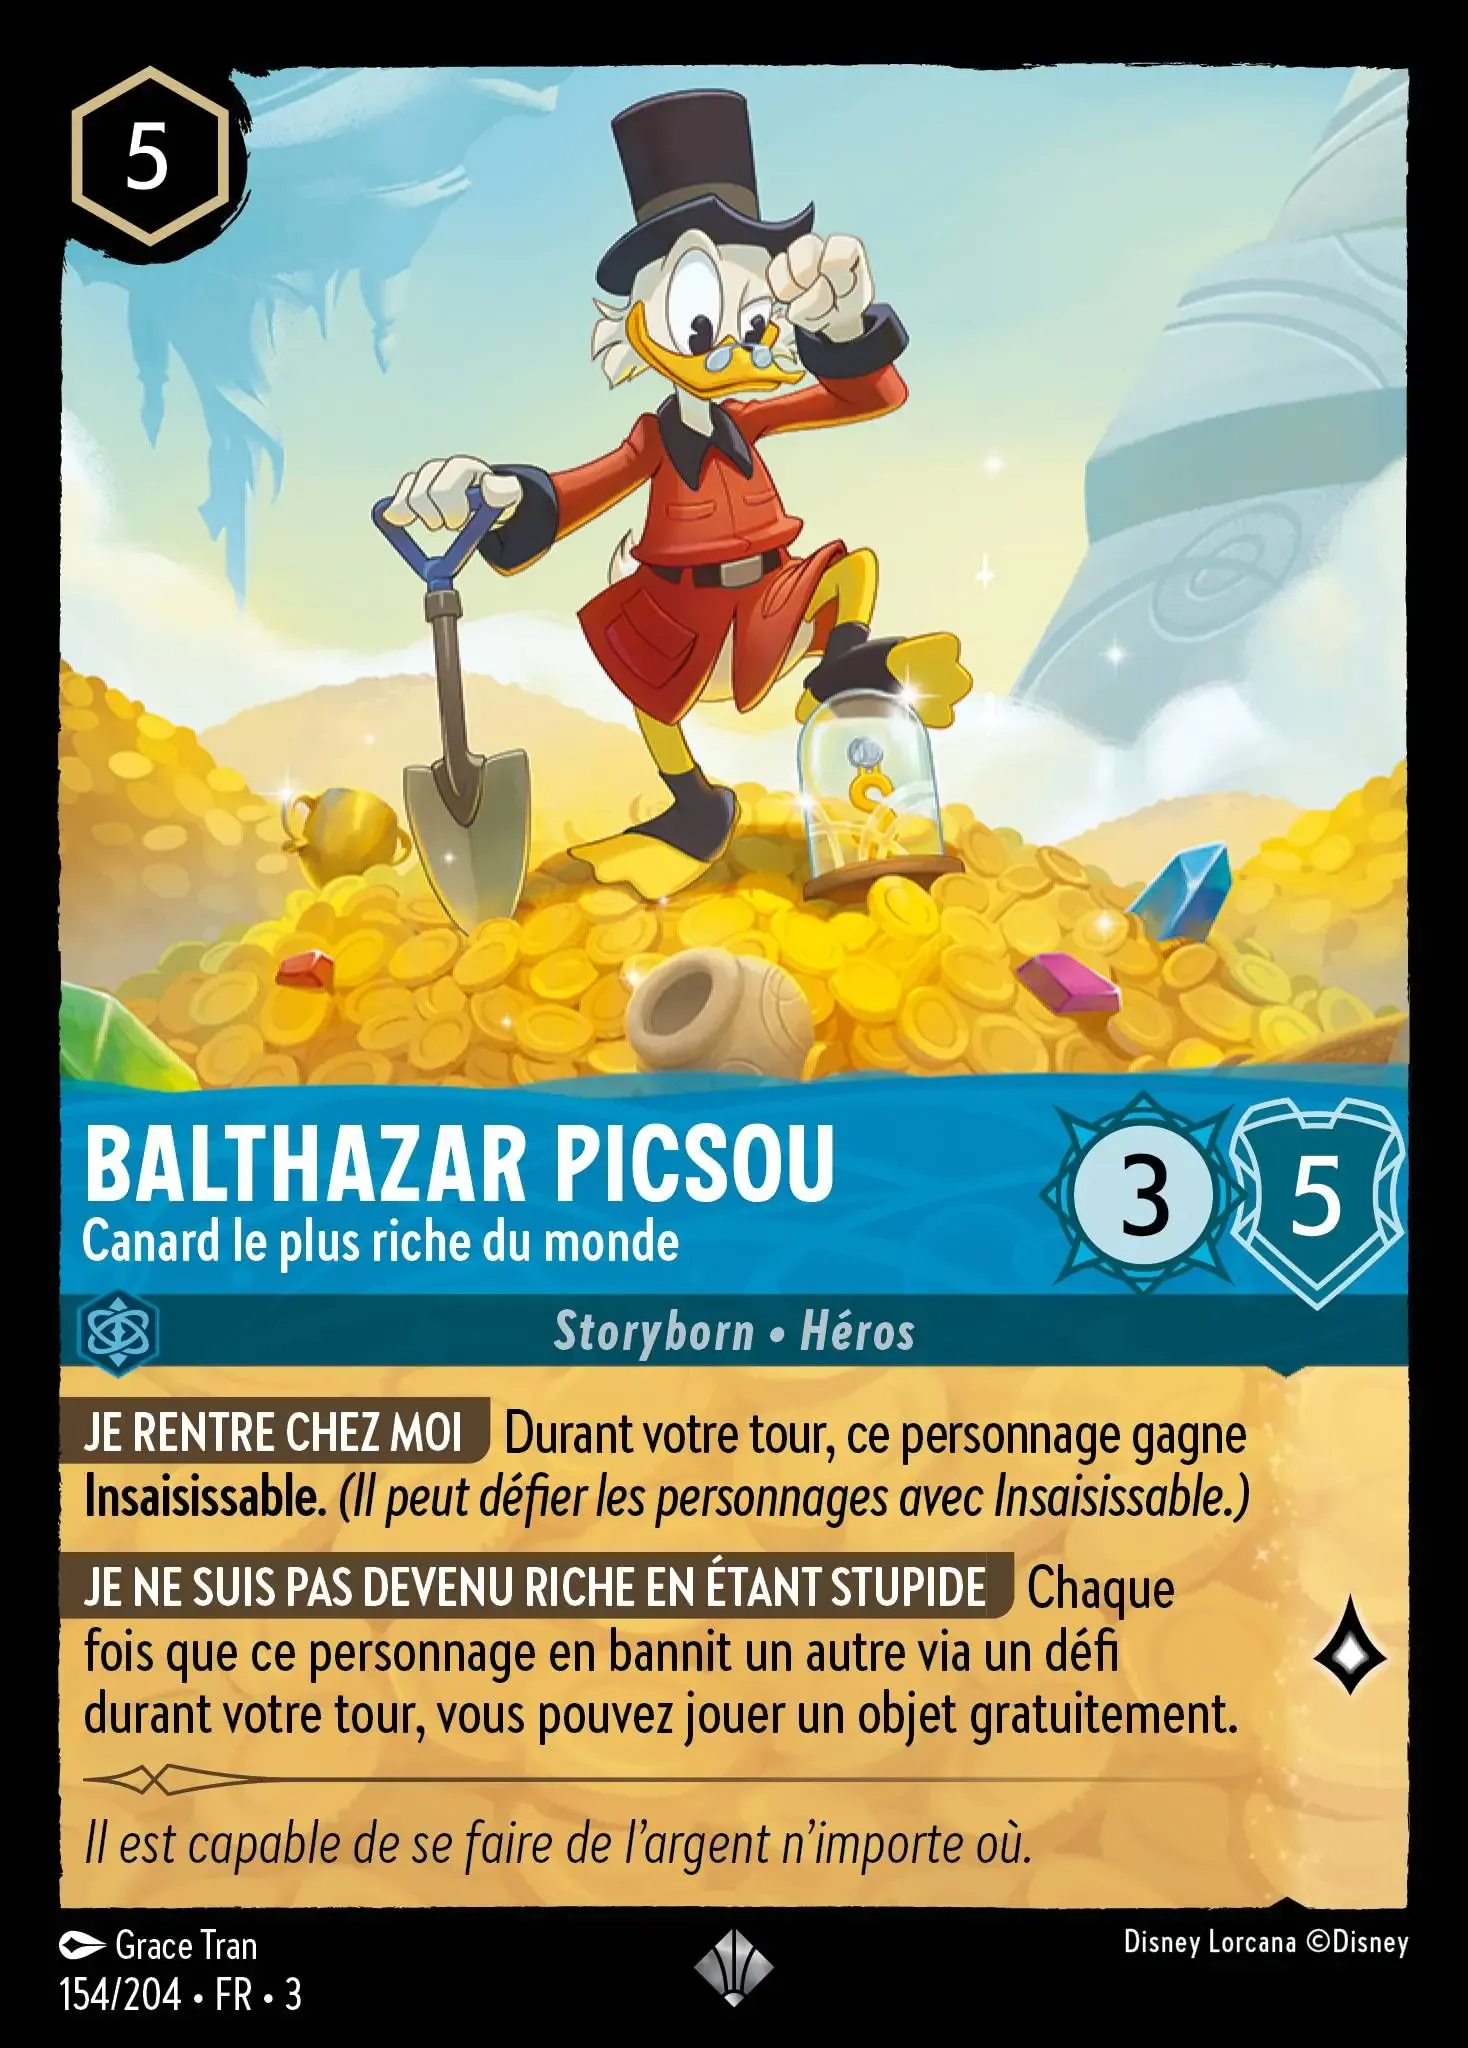 5
BALTHAZAR PICSOU
Canard le plus riche du monde
3
5
Storyborn • Héros
JE RENTRE CHEZ MOI Durant votre tour, ce personnage gagne
Insaisissable. (Il peut défier les personnages avec Insaisissable.)
JE NE SUIS PAS DEVENU RICHE EN ÉTANT STUPIDE Chaque
fois que ce personnage en bannit un autre via un défi
durant votre tour, vous pouvez jouer un objet gratuitement.
Il est capable de se faire de l'argent n'importe où.
Grace Tran
Disney Lorcana ©Disney
154/204 • FR • 3